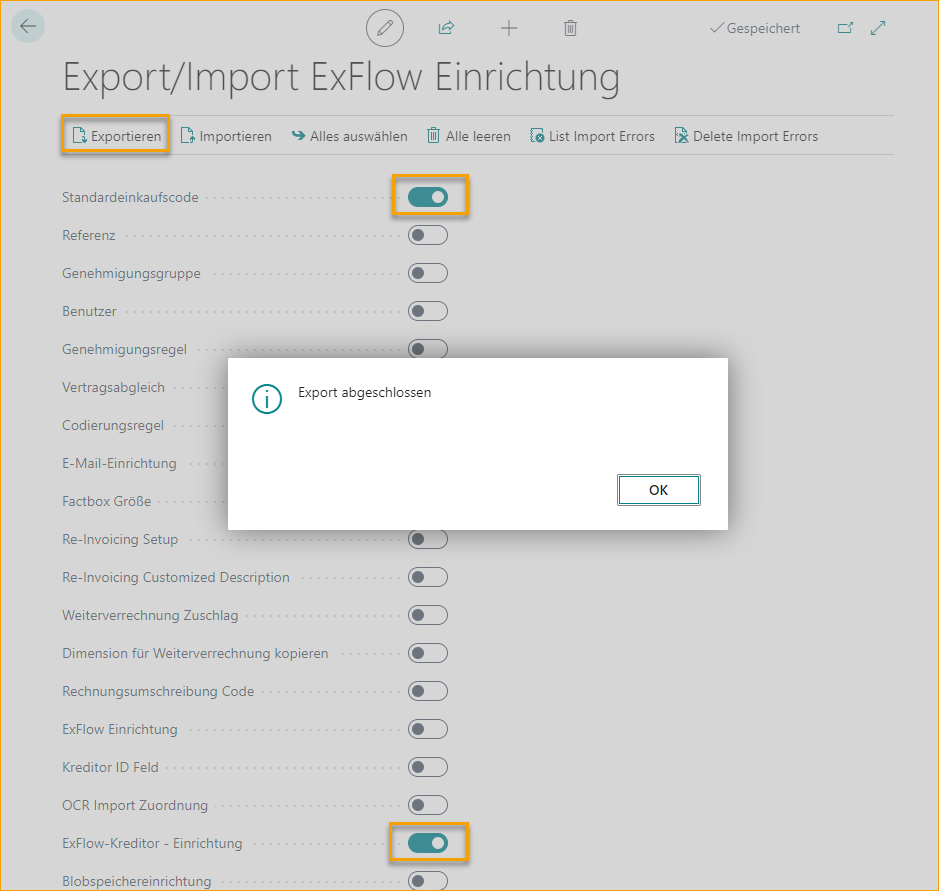 Gespeichert
Export/Import ExFlow Einrichtung
Exportieren Importieren Alles auswählen Alle leeren List Import Errors Delete Import Errors
Standardeinkaufscode
Referenz
Genehmigungsgruppe
Benutzer
Genehmigungsregel
Vertragsabgleich
Export abgeschlossen
Codierungsregel
E-Mail-Einrichtung
OK
Factbox Größe
Re-Invoicing Setup
Re-Invoicing Customized Description
Weiterverrechnung Zuschlag
Dimension für Weiterverrechnung kopieren
Rechnungsumschreibung Code
ExFlow Einrichtung
Kreditor ID Feld
OCR Import Zuordnung
ExFlow-Kreditor - Einrichtung
Blobspeichereinrichtung